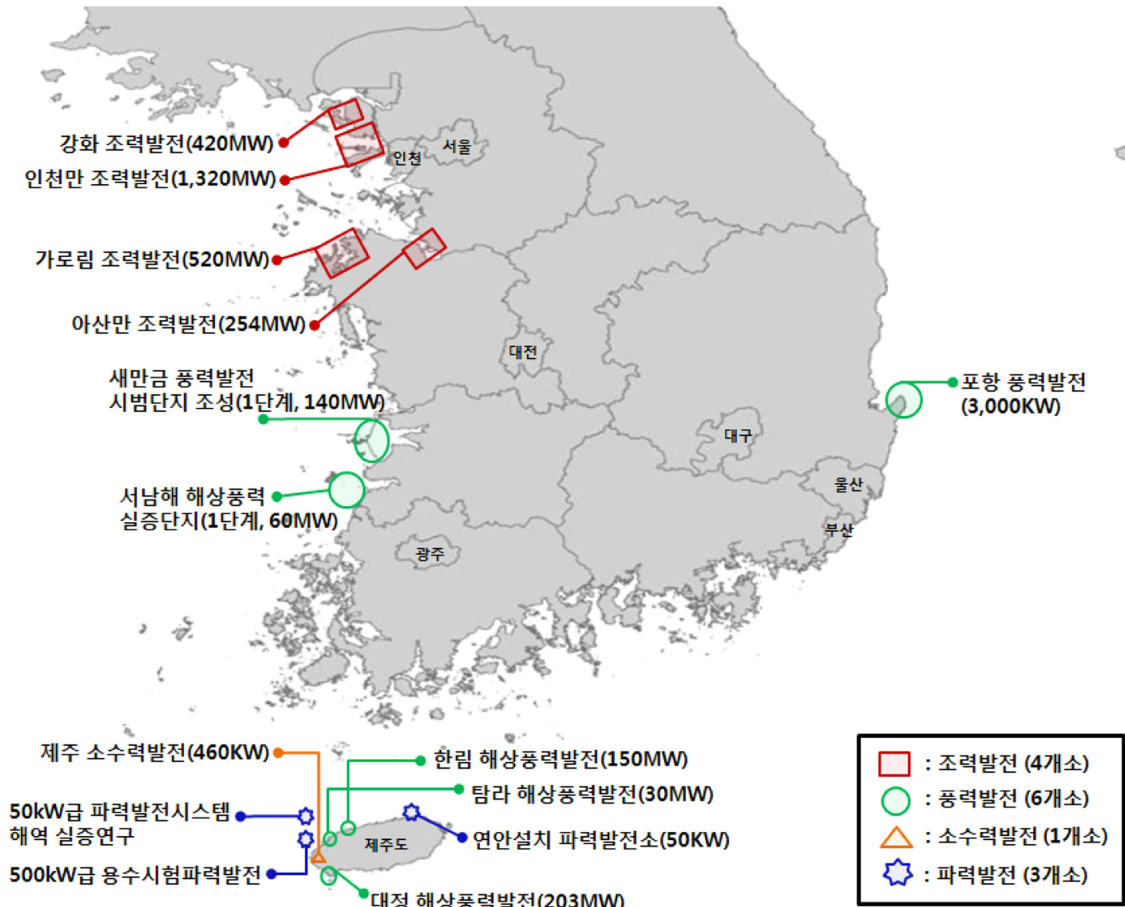 강화 조력발전(420MW)
인천만 조력발전(1,320MW)
인천
서울
가로림 조력발전(520MW)
아산만 조력발전(254MW)
대전
새만금 풍력발전
시범단지 조성(1단계, 140MW)
포항 풍력발전
(3,000KW)
대구
서남해 해상풍력
실증단지(1단계, 60MW)
울산
부산
광주
제주 소수력발전(460KW)
한림 해상풍력발전(150MW)
탐라 해상풍력발전(30MW)
50kW급 파력발전시스템
해역 실증연구
연안설치 파력발전소(50KW)
제주도
500kW급 용수시험파력발전
대정 해상풍력발전(203MW)
: 조력발전 (4개소)
: 풍력발전 (6개소)
: 소수력발전 (1개소)
: 파력발전 (3개소)